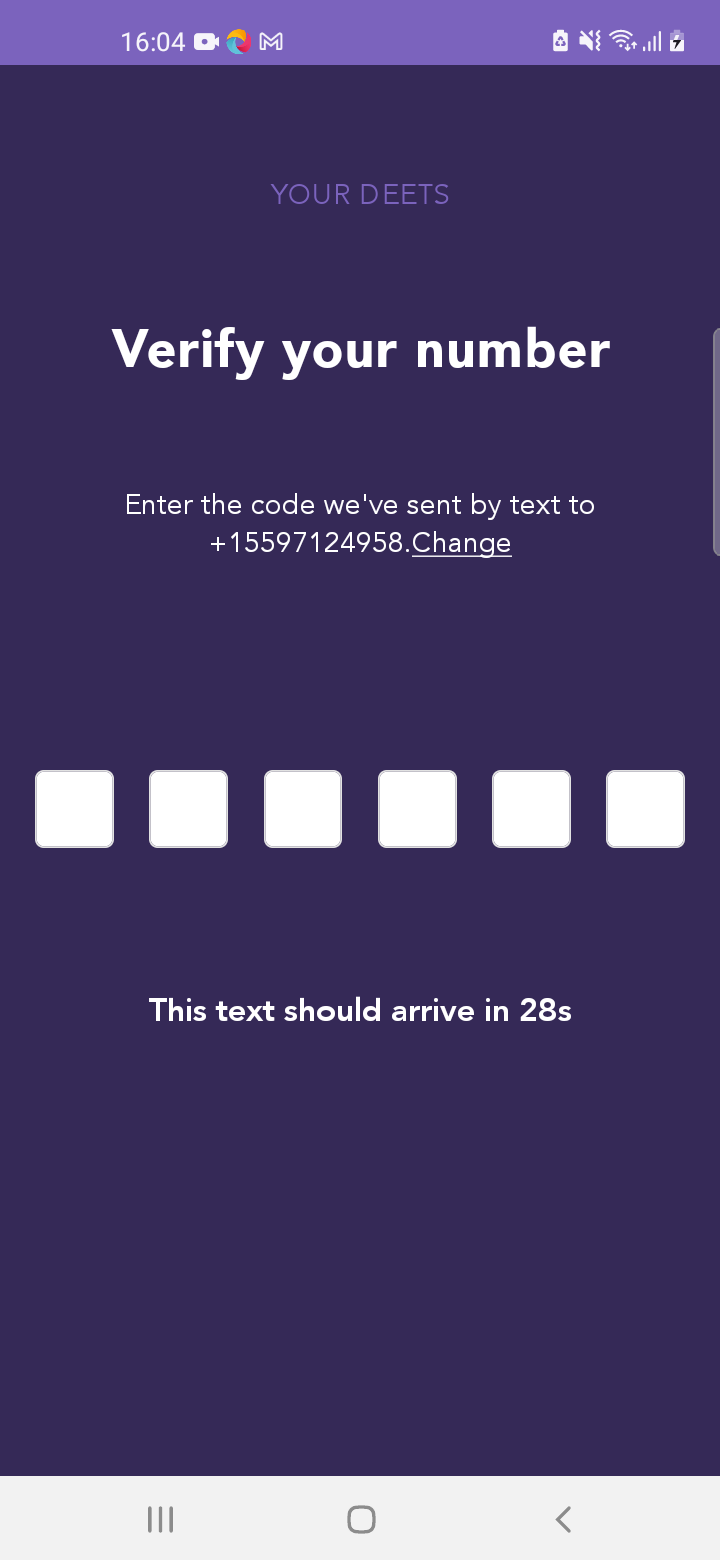 16:04
YOUR DEETS
Verify your number
Enter the code we've sent by text to
+15597124958.Change
This text should arrive in 28s